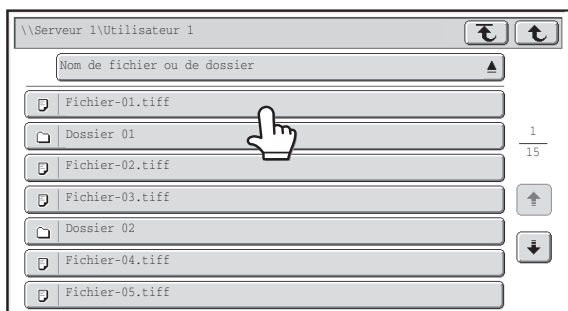 \\Serveur 1\Utilisateur 1
Nom de fichier ou de dossier
Fichier-01.tiff
Dossier 01
1
15
Fichier-02.tiff
Fichier-03.tiff
Dossier 02
Fichier-04.tiff
Fichier-05.tiff